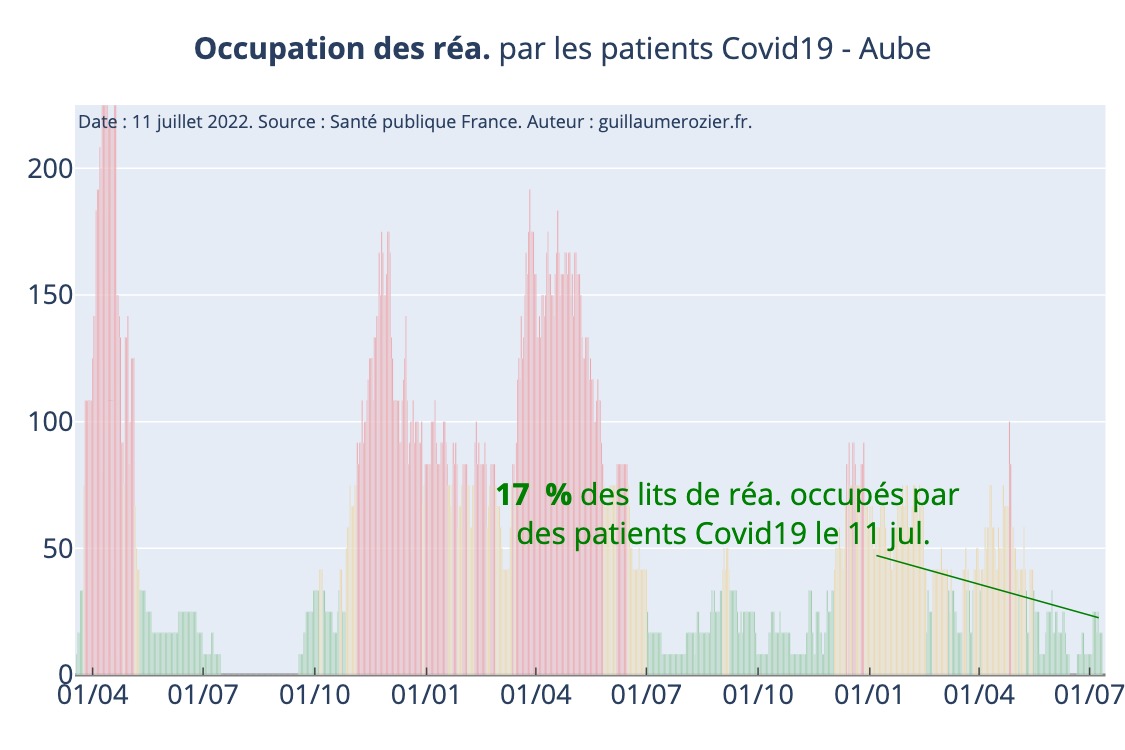 Occupation des réa. par les patients Covid19 - Aube
Date : 11 juillet 2022. Source : Santé publique France. Auteur : guillaumerozier.fr.
200
150
100
50
0
17 % des lits de réa. occupés par
des patients Covid19 le 11 jul.
01/04 01/07 01/10 01/01 01/04 01/07 01/10 01/01 01/04 01/07